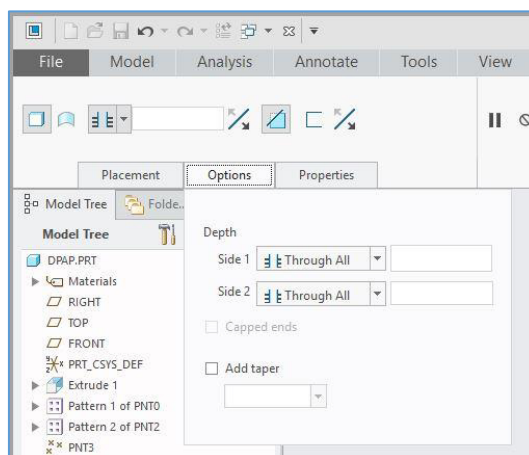 File Model Analysis Annotate Tools View
Placement Options Properties
Model Tree Folde..
Model Tree
Depth
Side 1 Through All
Side 2 Through All
Capped ends
Add taper
DPAP.PRT
Materials
RIGHT
TOP
FRONT
PRT_CSYS_DEF
Extrude 1
Pattern 1 of PNT0
Pattern 2 of PNT2
PNT3